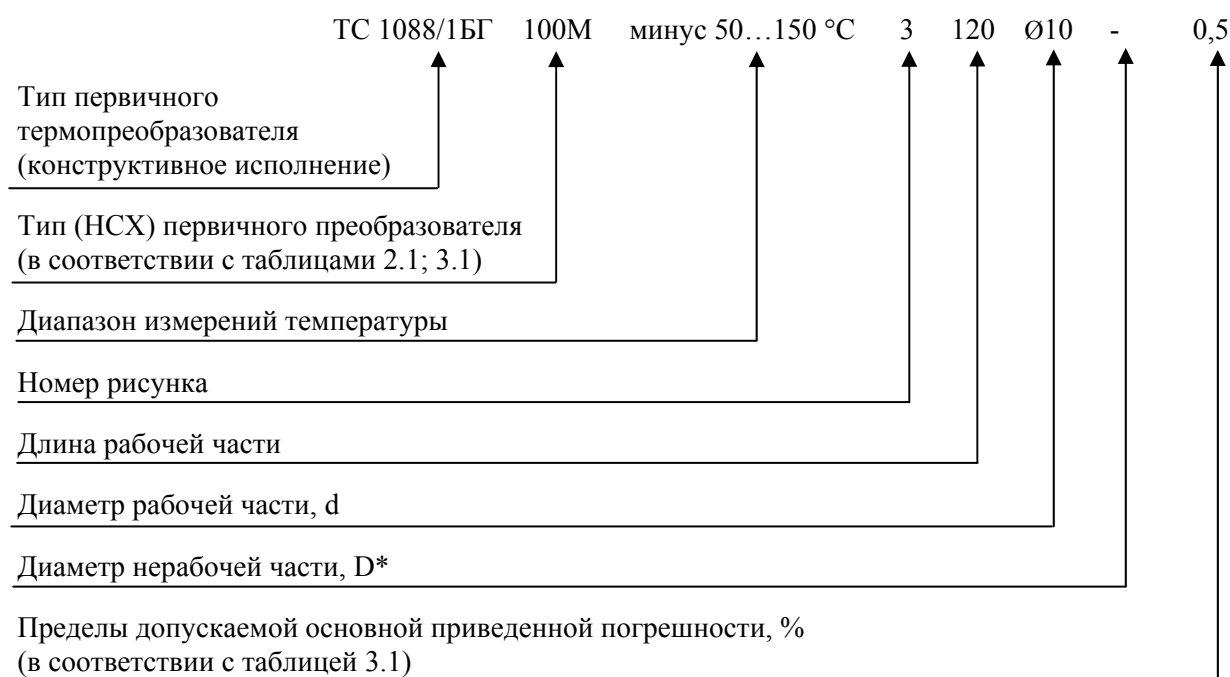 ТС 1088/1БГ 100М минус 50…150 °С 3 120 Ø10 - 0,5
Тип первичного
термопреобразователя
(конструктивное исполнение)
Тип (НСХ) первичного преобразователя
(в соответствии с таблицами 2.1; 3.1)
Диапазон измерений температуры
Номер рисунка
Длина рабочей части
Диаметр рабочей части, d
Диаметр нерабочей части, D*
Пределы допускаемой основной приведенной погрешности, %
(в соответствии с таблицей 3.1)